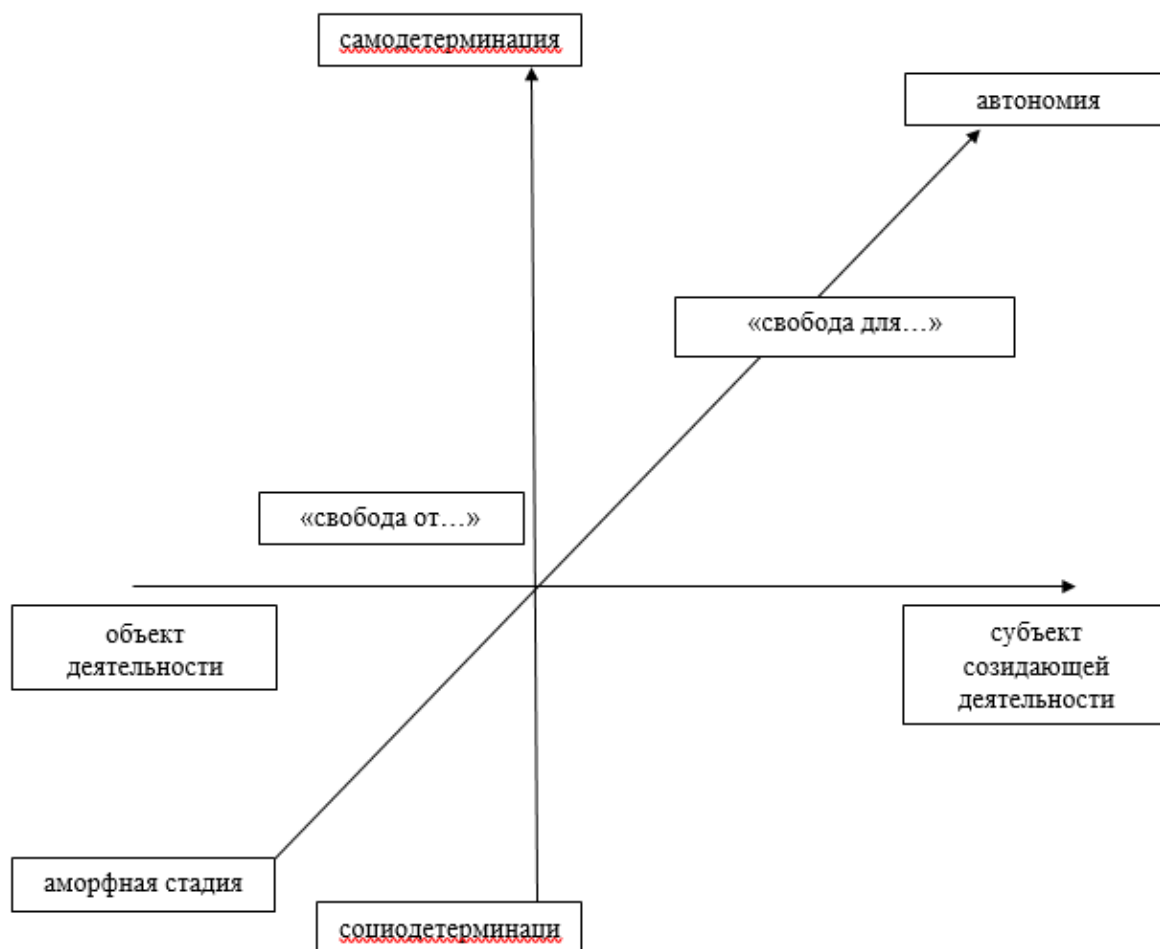 самодетерминация
автономия
«свобода для…»
«свобода от…»
объект
деятельности
субъект
созидающей
деятельности
аморфная стадия
социодетерминаци